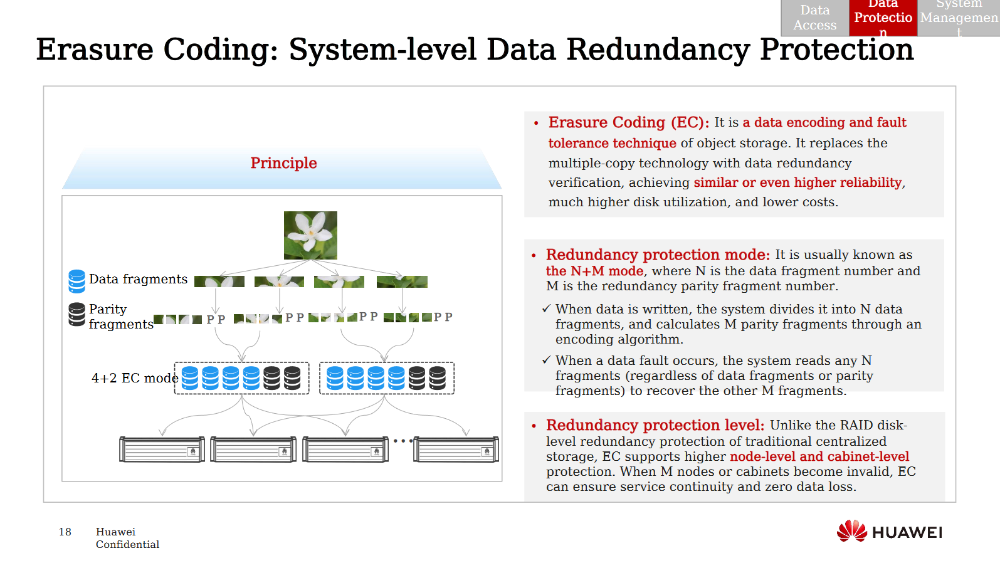 Data
Access
Data
Protectio
n
System
Managemen
t
Erasure Coding: System-level Data Redundancy Protection
Principle
Data fragments
Parity
fragments
P P
P P
P P
P P
4+2 EC mode
• Erasure Coding (EC): It is a data encoding and fault
tolerance technique of object storage. It replaces the
multiple-copy technology with data redundancy
verification, achieving similar or even higher reliability,
much higher disk utilization, and lower costs.
• Redundancy protection mode: It is usually known as
the N+M mode, where N is the data fragment number and
M is the redundancy parity fragment number.
✓ When data is written, the system divides it into N data
fragments, and calculates M parity fragments through an
encoding algorithm.
✓ When a data fault occurs, the system reads any N
fragments (regardless of data fragments or parity
fragments) to recover the other M fragments.
• Redundancy protection level: Unlike the RAID disk-
level redundancy protection of traditional centralized
storage, EC supports higher node-level and cabinet-level
protection. When M nodes or cabinets become invalid, EC
can ensure service continuity and zero data loss.
18
Huawei
Confidential
HUAWEI